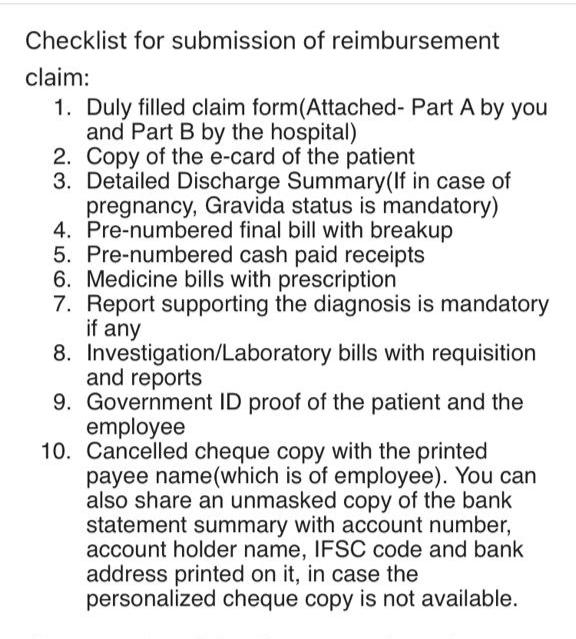 Checklist for submission of reimbursement
claim:
1. Duly filled claim form(Attached- Part A by you
and Part B by the hospital)
2. Copy of the e-card of the patient
3. Detailed Discharge Summary(If in case of
pregnancy, Gravida status is mandatory)
4. Pre-numbered final bill with breakup
5. Pre-numbered cash paid receipts
6. Medicine bills with prescription
7. Report supporting the diagnosis is mandatory
if any
8. Investigation/Laboratory bills with requisition
and reports
9. Government ID proof of the patient and the
employee
10. Cancelled cheque copy with the printed
payee name(which is of employee). You can
also share an unmasked copy of the bank
statement summary with account number,
account holder name, IFSC code and bank
address printed on it, in case the
personalized cheque copy is not available.